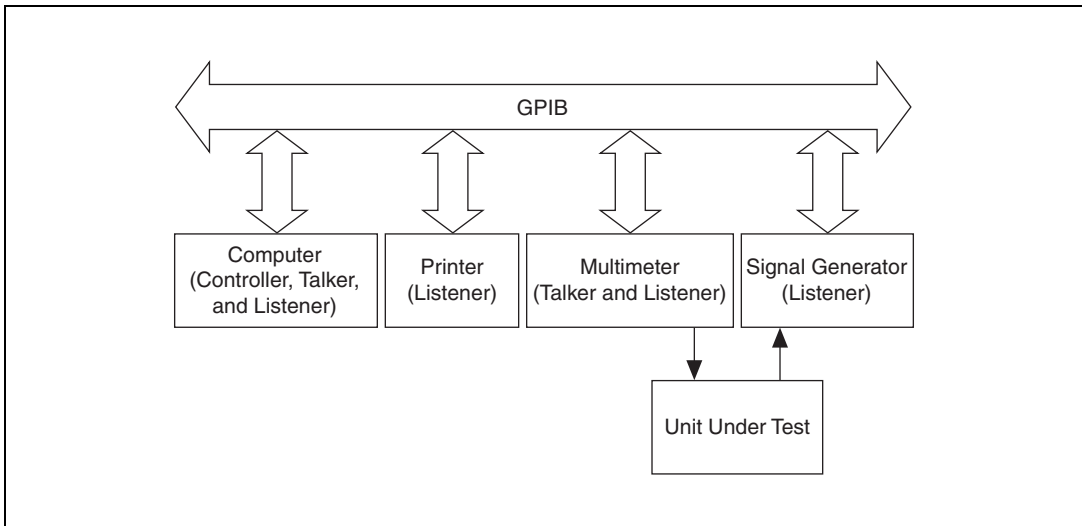 GPIB
Computer
(Controller, Talker,
and Listener)
Printer
(Listener)
Multimeter
(Talker and Listener)
Signal Generator
(Listener)
Unit Under Test